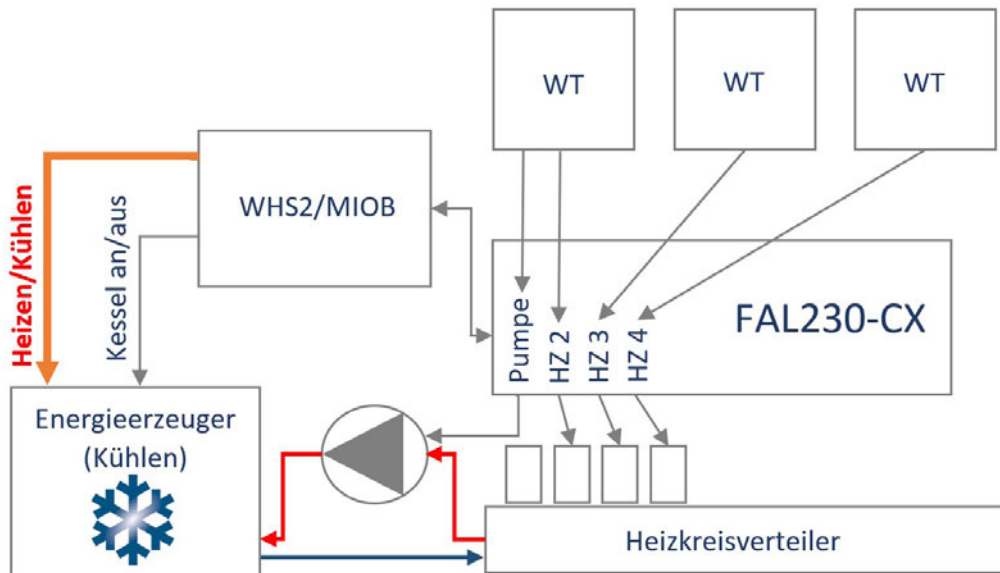 WT
WT
WT
WHS2/MIOB
Heizen/Kühlen
Kessel an/aus
FAL230-CX
Pumpe
HZ 2
HZ 3
HZ 4
Energieerzeuger
(Kühlen)
Heizkreisverteiler